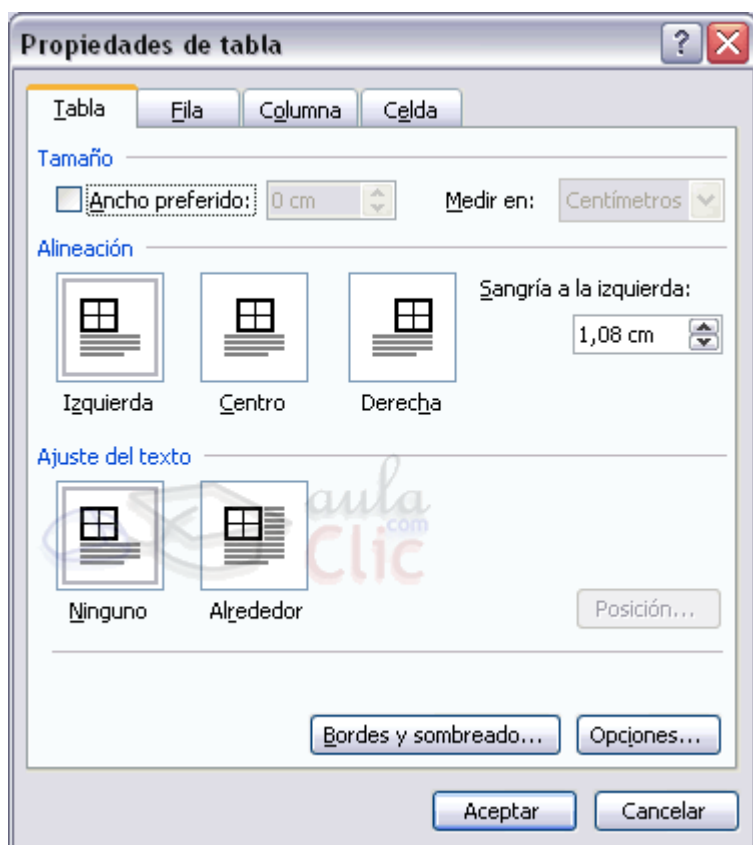 Propiedades de tabla
Tabla Fila Columna Celda
Tamaño
Ancho preferido: 0 cm Medir en: Centímetros
Alineación
Sangría a la izquierda:
1,08 cm
Izquierda Centro Derecha
Ajuste del texto
aula
.com
Clic
Ninguno Alrededor Posición...
Bordes y sombreado... Opciones...
Aceptar Cancelar